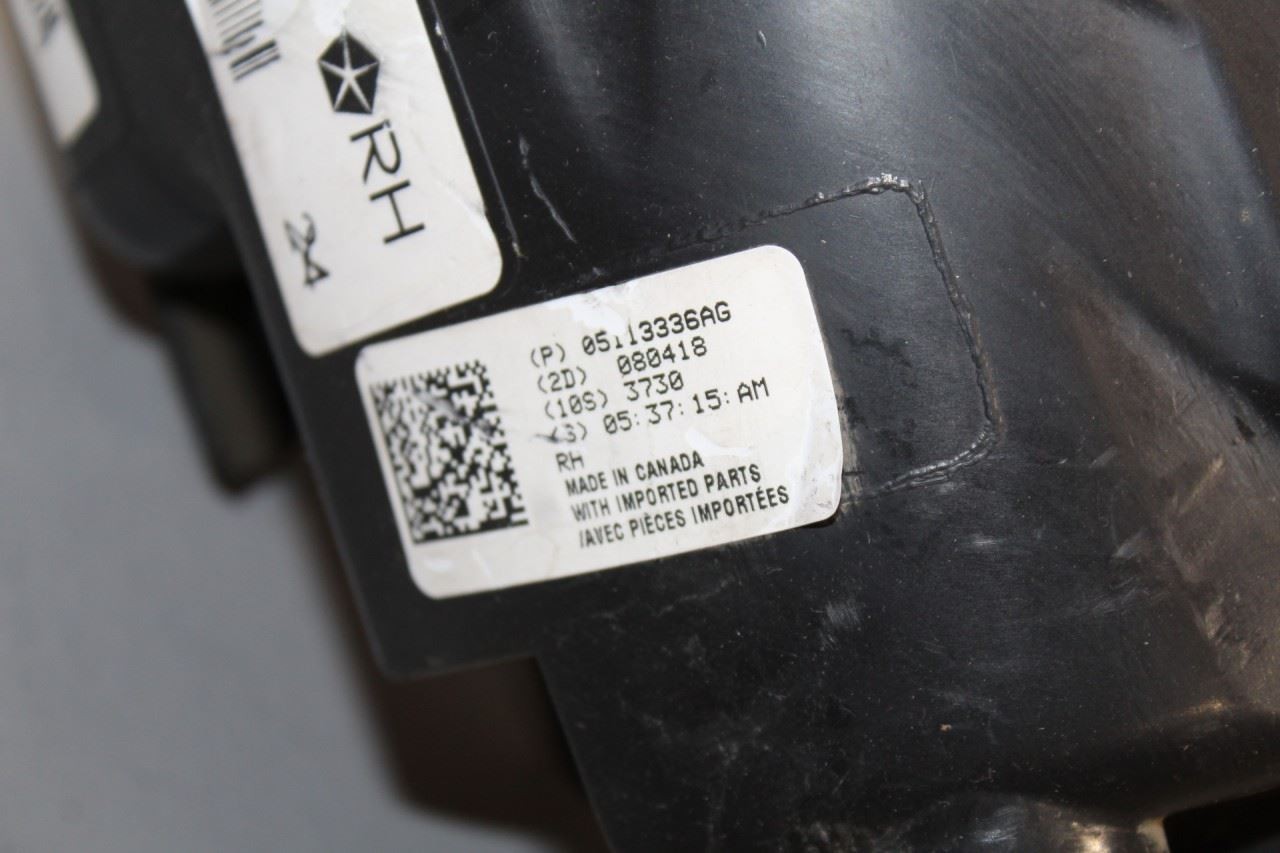 RH
24
(P) 05113336AG
(2D) 080418
(10S) 3730
(S) 05:37:15:AM
RH
MADE IN CANADA
WITH IMPORTED PARTS
/AVEC PIÈCES IMPORTÉES